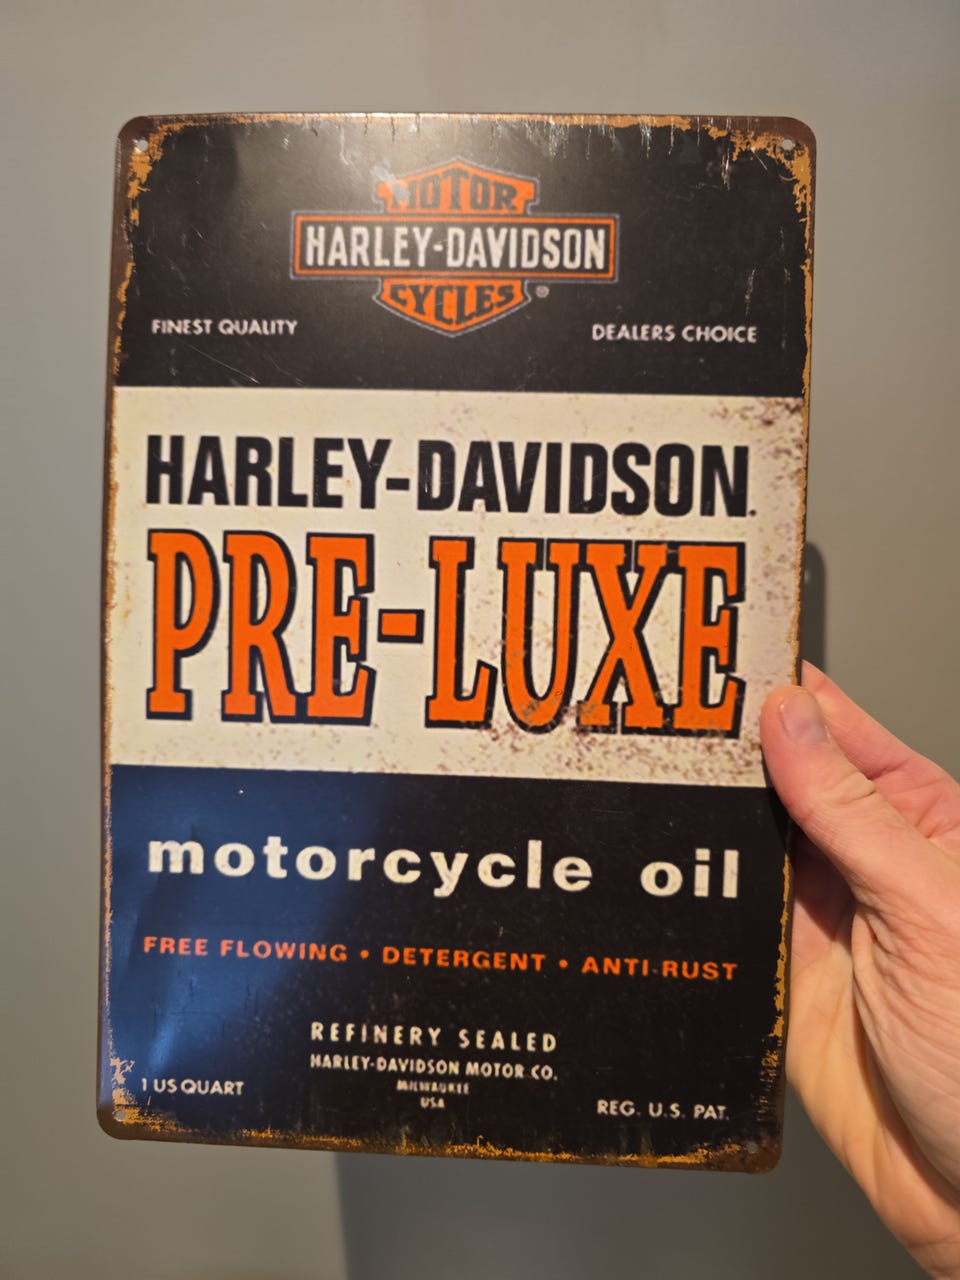 MOTOR
HARLEY-DAVIDSON
CYCLES ®
FINEST QUALITY
DEALERS CHOICE
HARLEY-DAVIDSON.
PRE-LUXE
motorcycle oil
FREE FLOWING • DETERGENT • ANTI-RUST
REFINERY SEALED
HARLEY-DAVIDSON MOTOR CO.
MILWAUKEE
USA
1 US QUART
REG. U.S. PAT.